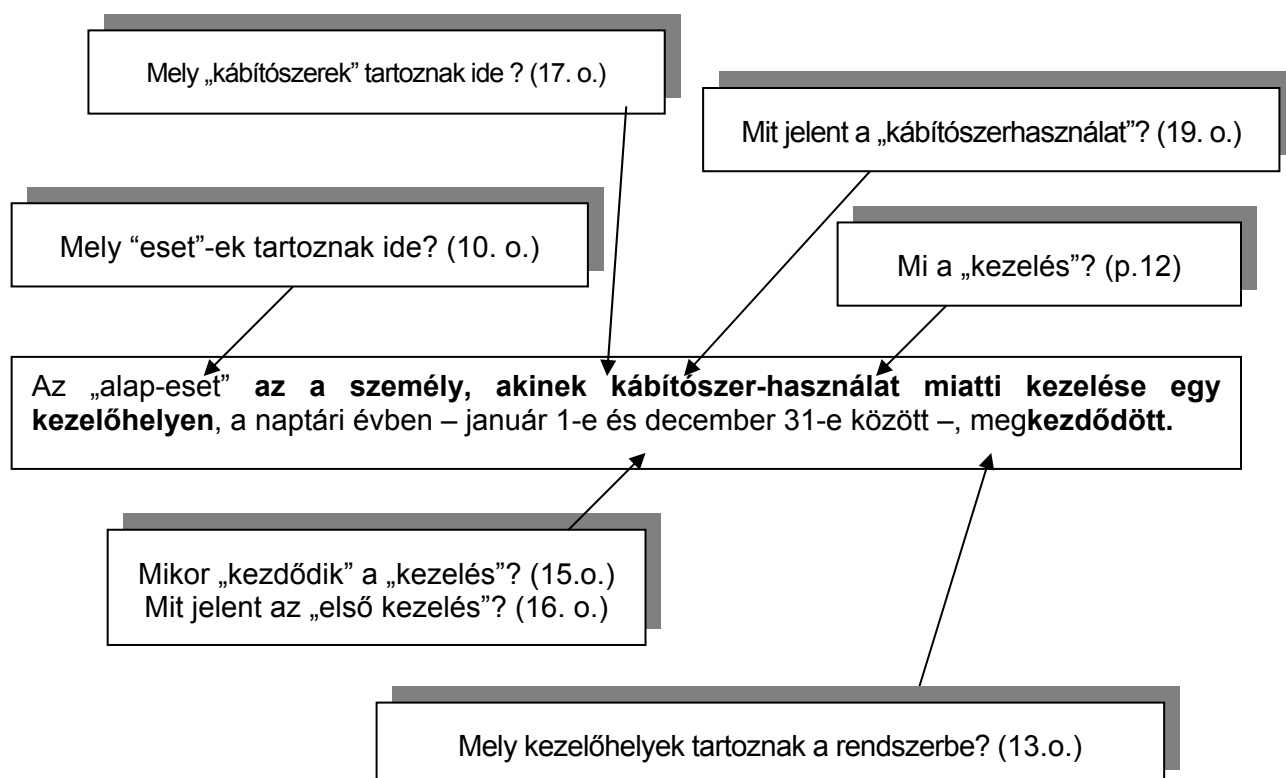 Mely „kábítószerek” tartoznak ide ? (17. o.)
Mit jelent a „kábítószerhasználat”? (19. o.)
Mely “eset”-ek tartoznak ide? (10. o.)
Mi a „kezelés”? (p.12)
Az „alap-eset” az a személy, akinek kábítószer-használat miatti kezelése egy
kezelőhelyen, a naptári évben – január 1-e és december 31-e között –, megkezdődött.
Mikor „kezdődik” a „kezelés”? (15.o.)
Mit jelent az „első kezelés”? (16. o.)
Mely kezelőhelyek tartoznak a rendszerbe? (13.o.)